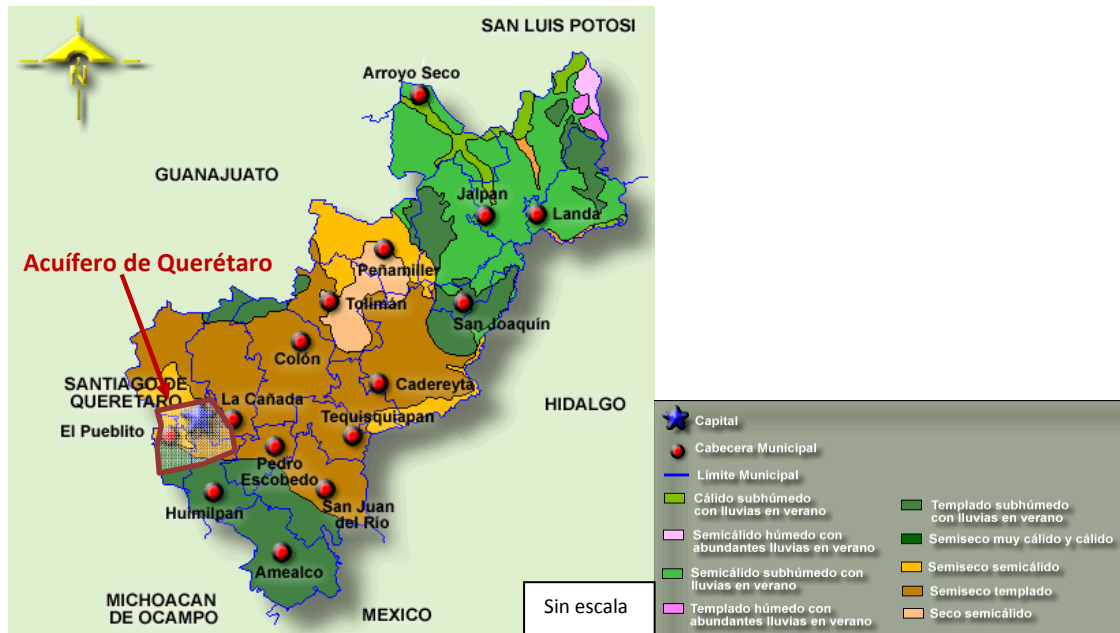 SAN LUIS POTOSI
Arroyo Seco
N
GUANAJUATO
Jalpan
Landa
Acuífero de Querétaro
Peñamiller
Tolimán
San Joaquín
Colón
SANTIAGO DE
QUERETARO
Cadereyta
La Cañada
Tequisquiapan
HIDALGO
El Pueblito
Pedro
Escobedo
Huimilpan
San Juan
del Río
Amealco
MICHOACAN
DE OCAMPO
MEXICO
Sin escala
Capital
Cabecera Municipal
Límite Municipal
Cálido subhúmedo
con lluvias en verano
Semicálido húmedo con
abundantes lluvias en verano
Semicálido subhúmedo con
lluvias en verano
Templado húmedo con
abundantes lluvias en verano
Templado subhúmedo
con lluvias en verano
Semiseco muy cálido y cálido
Semiseco semicálido
Semiseco templado
Seco semicálido